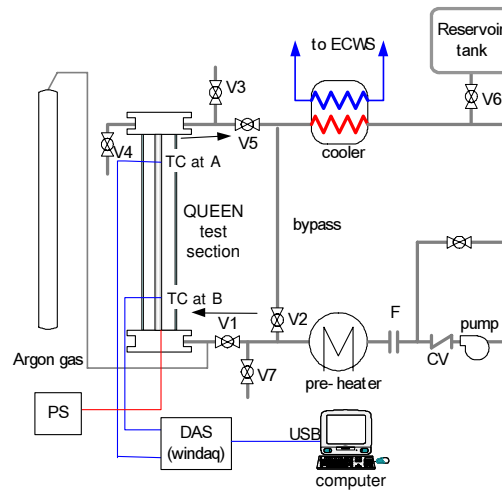 to ECWS
Reservoir
tank
V3
V6
V4
V5
TC at A
cooler
QUEEN
test
section
bypass
TC at B
V1
V2
F
pump
Argon gas
V7
CV
pre-heater
PS
DAS
(windaq)
USB
computer